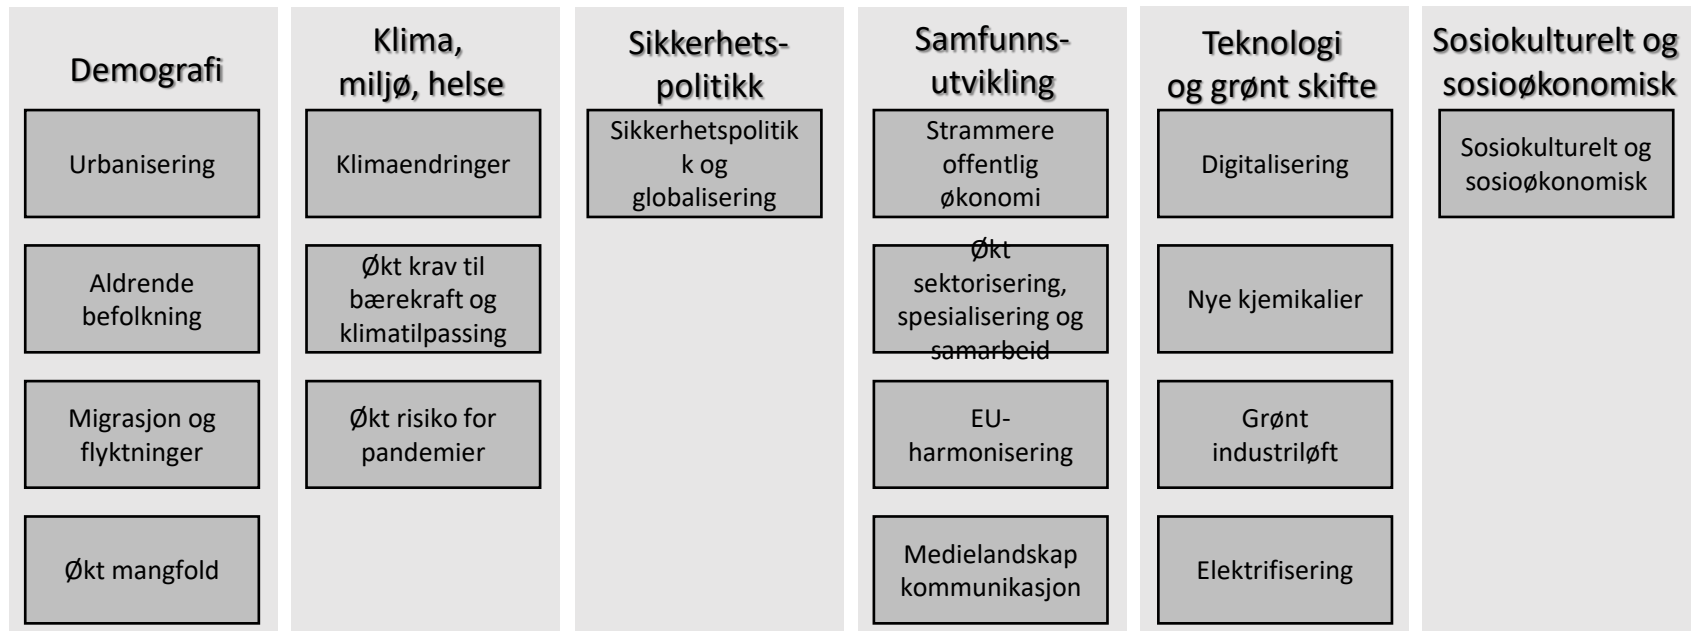 Demografi
Urbanisering
Aldrende
befolkning
Migrasjon og
flyktninger
Økt mangfold
Klima,
miljø, helse
Klimaendringer
Økt krav til
bærekraft og
klimatilpassing
Økt risiko for
pandemier
Sikkerhets-
politikk
Sikkerhetspolitik
k og
globalisering
Samfunns-
utvikling
Strammere
offentlig
økonomi
Økt
sektorisering,
spesialisering og
samarbeid
EU-
harmonisering
Medielandskap
kommunikasjon
Teknologi
og grønt skifte
Digitalisering
Nye kjemikalier
Grønt
industriløft
Elektrifisering
Sosiokulturelt og
sosioøkonomisk
Sosiokulturelt og
sosioøkonomisk